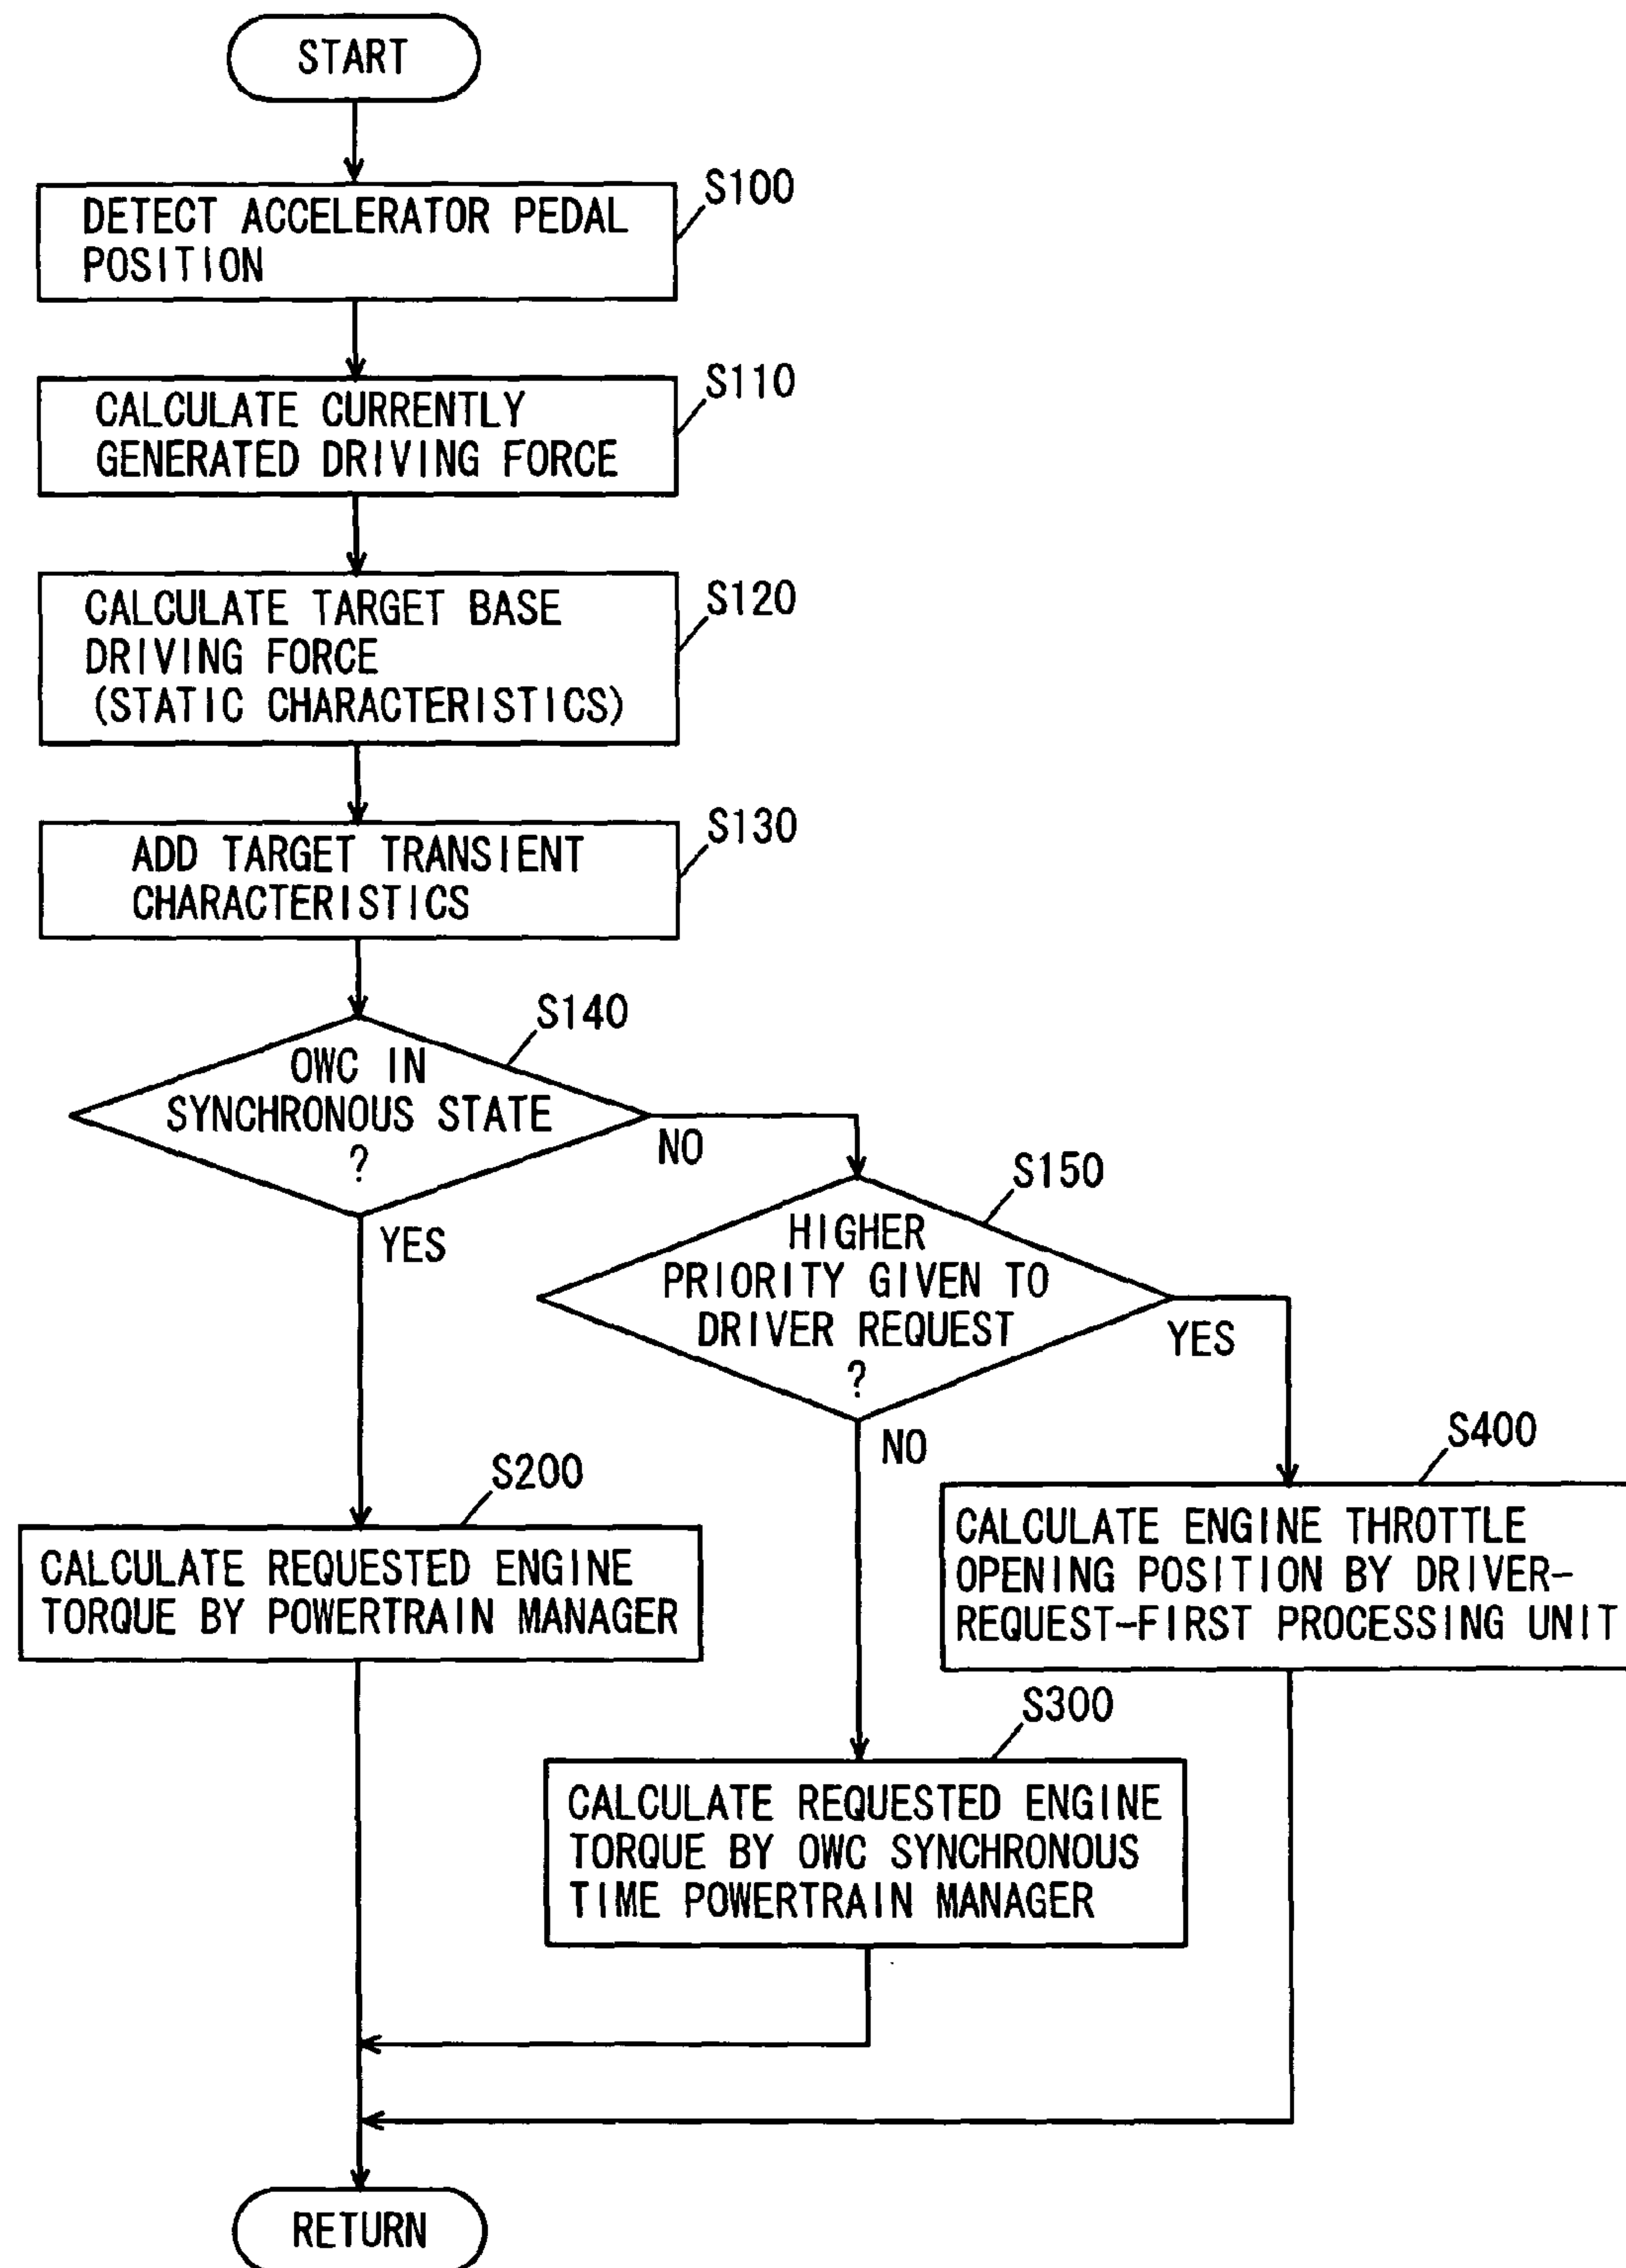 START
S100
DETECT ACCELERATOR PEDAL
POSITION
S110
CALCULATE CURRENTLY
GENERATED DRIVING FORCE
S120
CALCULATE TARGET BASE
DRIVING FORCE
(STATIC CHARACTERISTICS)
S130
ADD TARGET TRANSIENT
CHARACTERISTICS
S140
OWC IN
SYNCHRONOUS STATE
?
NO
YES
S150
HIGHER
PRIORITY GIVEN TO
DRIVER REQUEST
?
YES
NO
S200
CALCULATE REQUESTED ENGINE
TORQUE BY POWERTRAIN MANAGER
S400
CALCULATE ENGINE THROTTLE
OPENING POSITION BY DRIVER-
REQUEST-FIRST PROCESSING UNIT
S300
CALCULATE REQUESTED ENGINE
TORQUE BY OWC SYNCHRONOUS
TIME POWERTRAIN MANAGER
RETURN